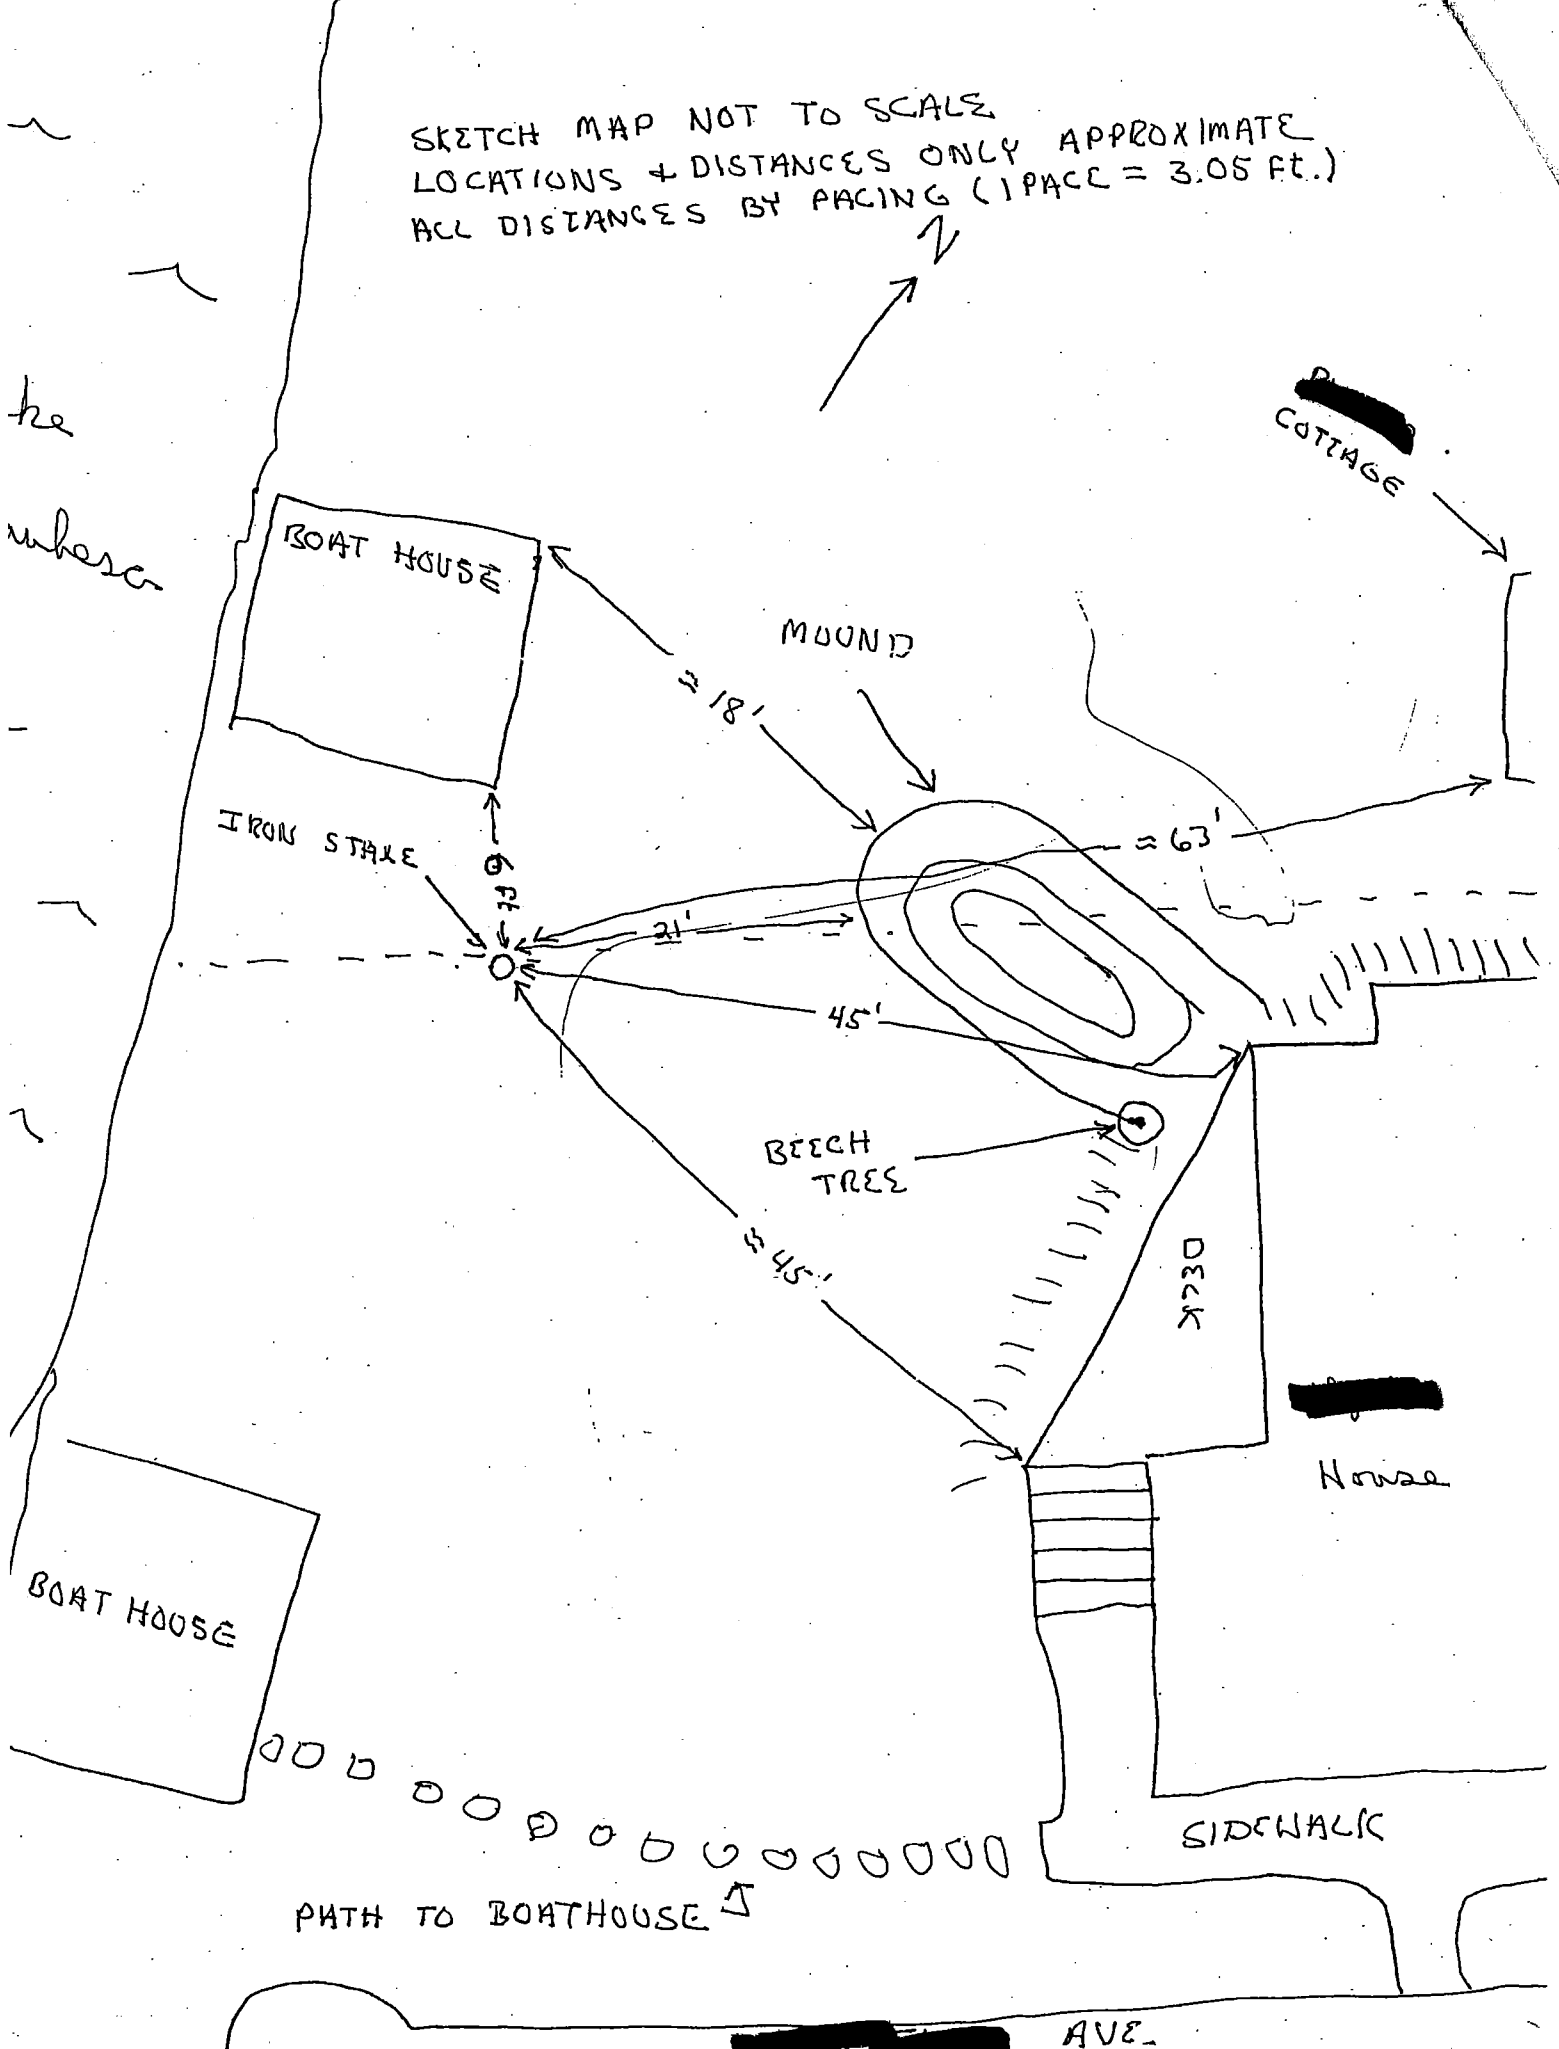 SKETCH MAP NOT TO SCALE
LOCATIONS & DISTANCES ONLY APPROXIMATE
ALL DISTANCES BY PACING (1 PACE = 3.05 Ft.)
N
ke
COTTAGE
BOAT HOUSE
MOUND
≈ 18'
≈ 63'
IRON STAKE
9 ft
21'
45'
BEECH
TREE
≈ 45'
DECK
House
BOAT HOUSE
SIDEWALK
PATH TO BOATHOUSE
AVE.